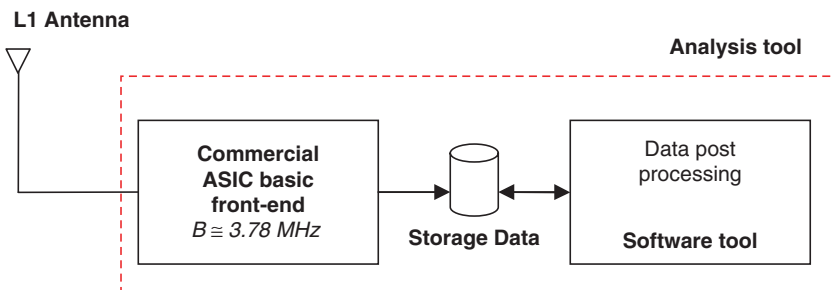 L1 Antenna
Analysis tool
Commercial
ASIC basic
front-end
B ≅ 3.78 MHz
Storage Data
Data post
processing
Software tool